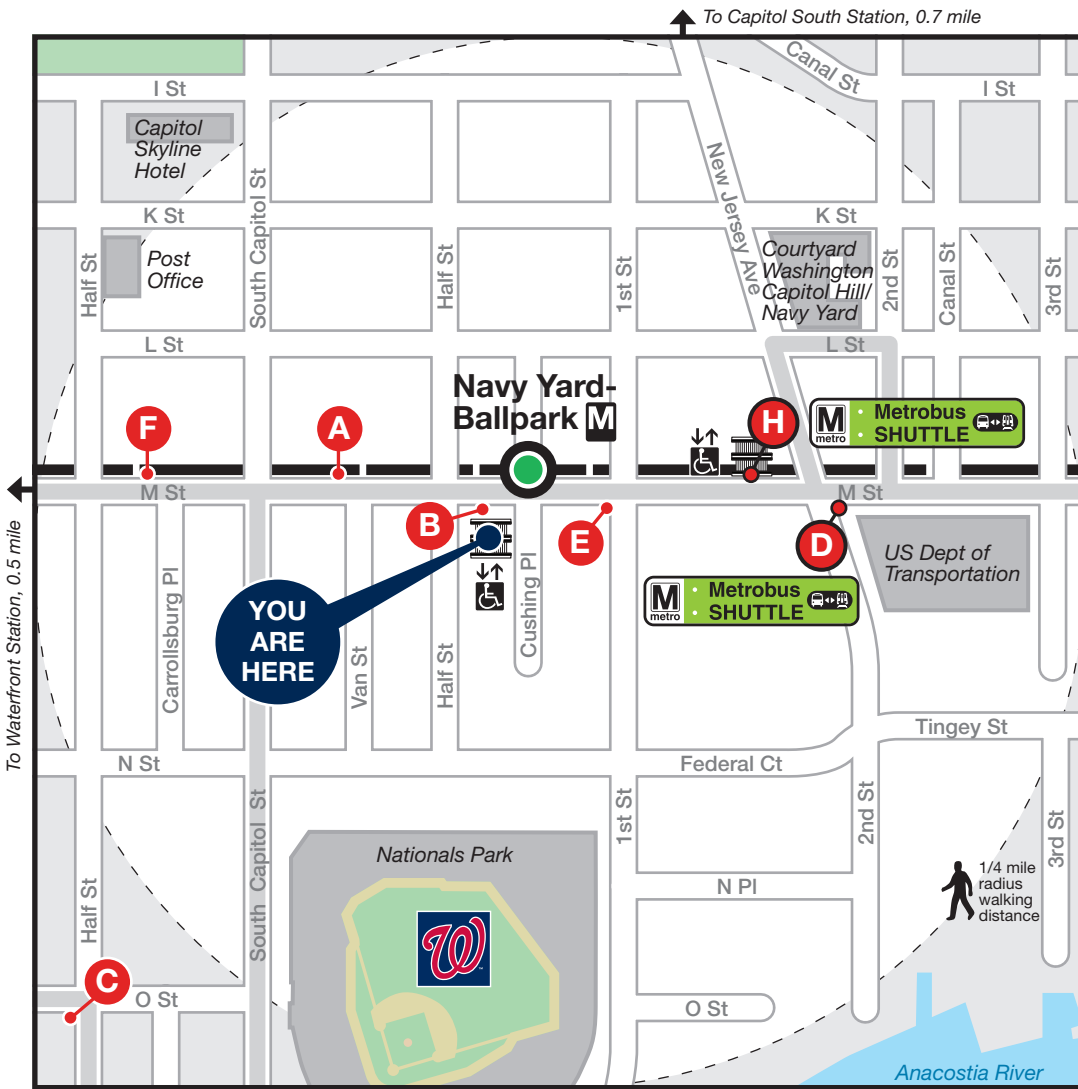 To Capitol South Station, 0.7 mile
Canal St
I St
I St
Capitol
Skyline
Hotel
New Jersey Ave
South Capitol St
K St
K St
Half St
Post
Office
Half St
1st St
Courtyard
Washington
Capitol Hill/
Navy Yard
2nd St
Canal St
3rd St
L St
L St
Navy Yard-
Ballpark M
F
A
H
M
metro
Metrobus
SHUTTLE
M St
M St
B
E
D
To Waterfront Station, 0.5 mile
US Dept of
Transportation
M
metro
Metrobus
SHUTTLE
YOU
ARE
HERE
Carrollsburg Pl
Van St
Half St
Cushing Pl
Tingey St
N St
Federal Ct
South Capitol St
1st St
2nd St
3rd St
Nationals Park
W
N Pl
1/4 mile
radius
walking
distance
Half St
C
O St
O St
Anacostia River